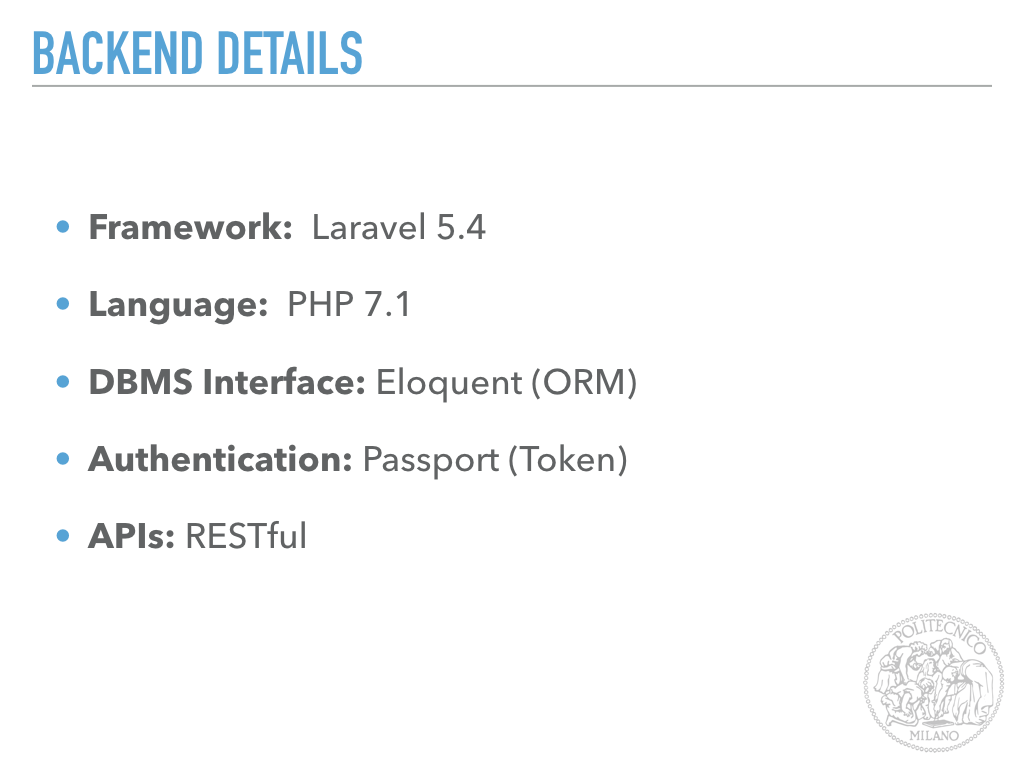 BACKEND DETAILS
• Framework: Laravel 5.4
• Language: PHP 7.1
• DBMS Interface: Eloquent (ORM)
• Authentication: Passport (Token)
• APIs: RESTful
POLITECNICO
MILANO